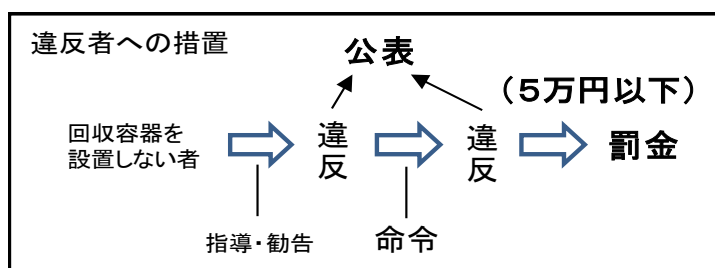 違反者への措置
公表
(5万円以下)
回収容器を
設置しない者
違反
違反
罰金
指導・勧告
命令